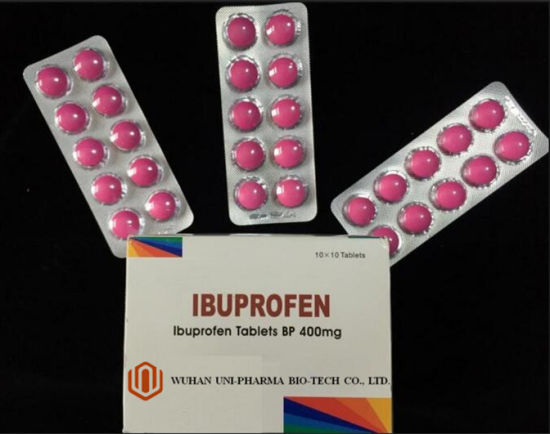 10×10 Tablets
IBUPROFEN
Ibuprofen Tablets BP 400mg
WUHAN UNI-PHARMA BIO-TECH CO., LTD.